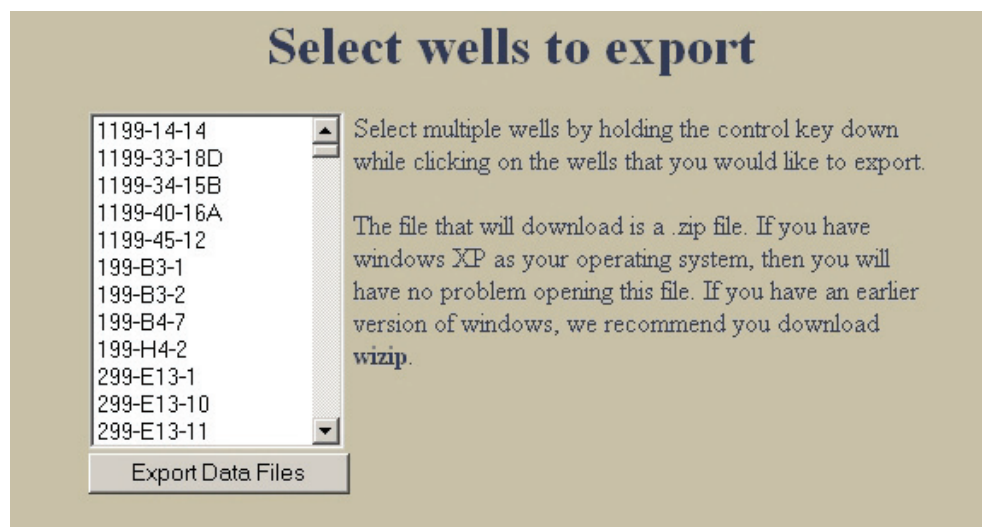 Select wells to export
1199-14-14
1199-33-18D
1199-34-15B
1199-40-16A
1199-45-12
199-B3-1
199-B3-2
199-B4-7
199-H4-2
299-E13-1
299-E13-10
299-E13-11
Export Data Files
Select multiple wells by holding the control key down
while clicking on the wells that you would like to export.
The file that will download is a .zip file. If you have
windows XP as your operating system, then you will
have no problem opening this file. If you have an earlier
version of windows, we recommend you download
wizip.